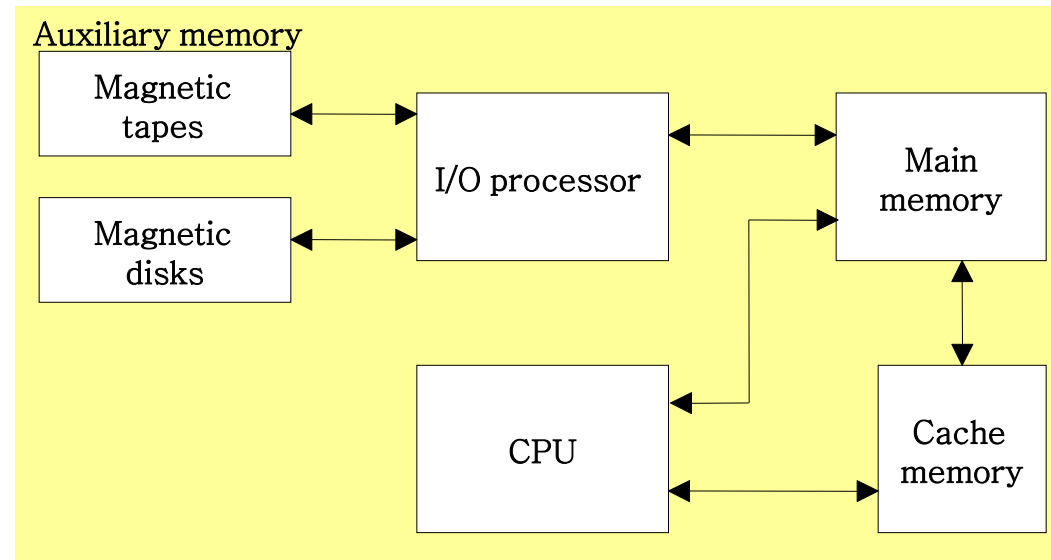 Auxiliary memory
Magnetic
tapes
I/O processor
Main
memory
Magnetic
disks
CPU
Cache
memory